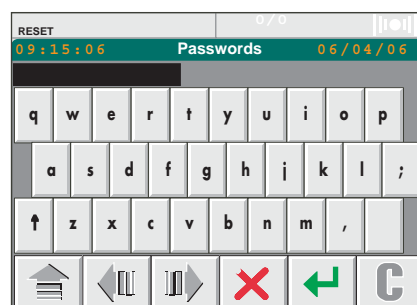 0/0
RESET
09:15:06 Passwords 06/04/06
q w e r t y u i o p
a s d f g h j k l ;
z x c v b n m ,
C